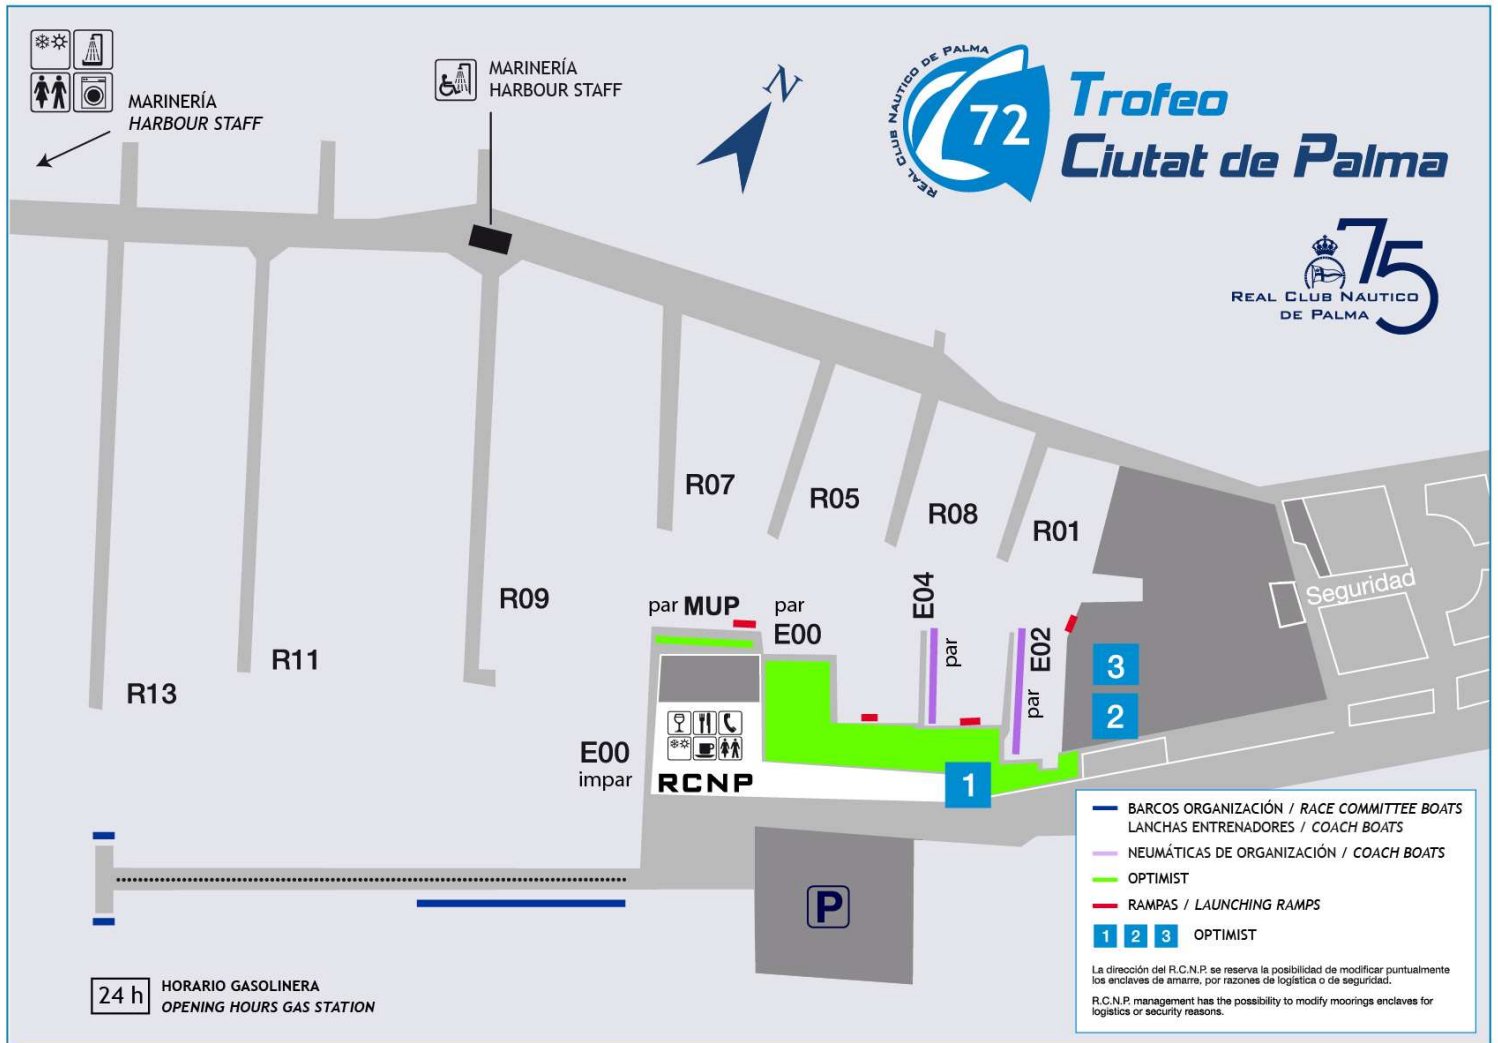 MARINERÍA
HARBOUR STAFF
MARINERÍA
HARBOUR STAFF
N
REAL CLUB NAUTICO DE PALMA
72
Trofeo
Ciutat de Palma
75
REAL CLUB NÁUTICO
DE PALMA
R07
R05
R08
R01
R09
R11
R13
par MUP
par
E00
E04
par
E02
par
Seguridad
3
2
1
E00
impar
RCNP
P
BARCOS ORGANIZACIÓN / RACE COMMITTEE BOATS
LANCHAS ENTRENADORES / COACH BOATS
NEUMÁTICAS DE ORGANIZACIÓN / COACH BOATS
OPTIMIST
RAMPAS / LAUNCHING RAMPS
1 2 3 OPTIMIST
La dirección del R.C.N.P. se reserva la posibilidad de modificar puntualmente
los enclaves de amarre, por razones de logística o de seguridad.
R.C.N.P. management has the possibility to modify moorings enclaves for
logistics or security reasons.
24 h
HORARIO GASOLINERA
OPENING HOURS GAS STATION